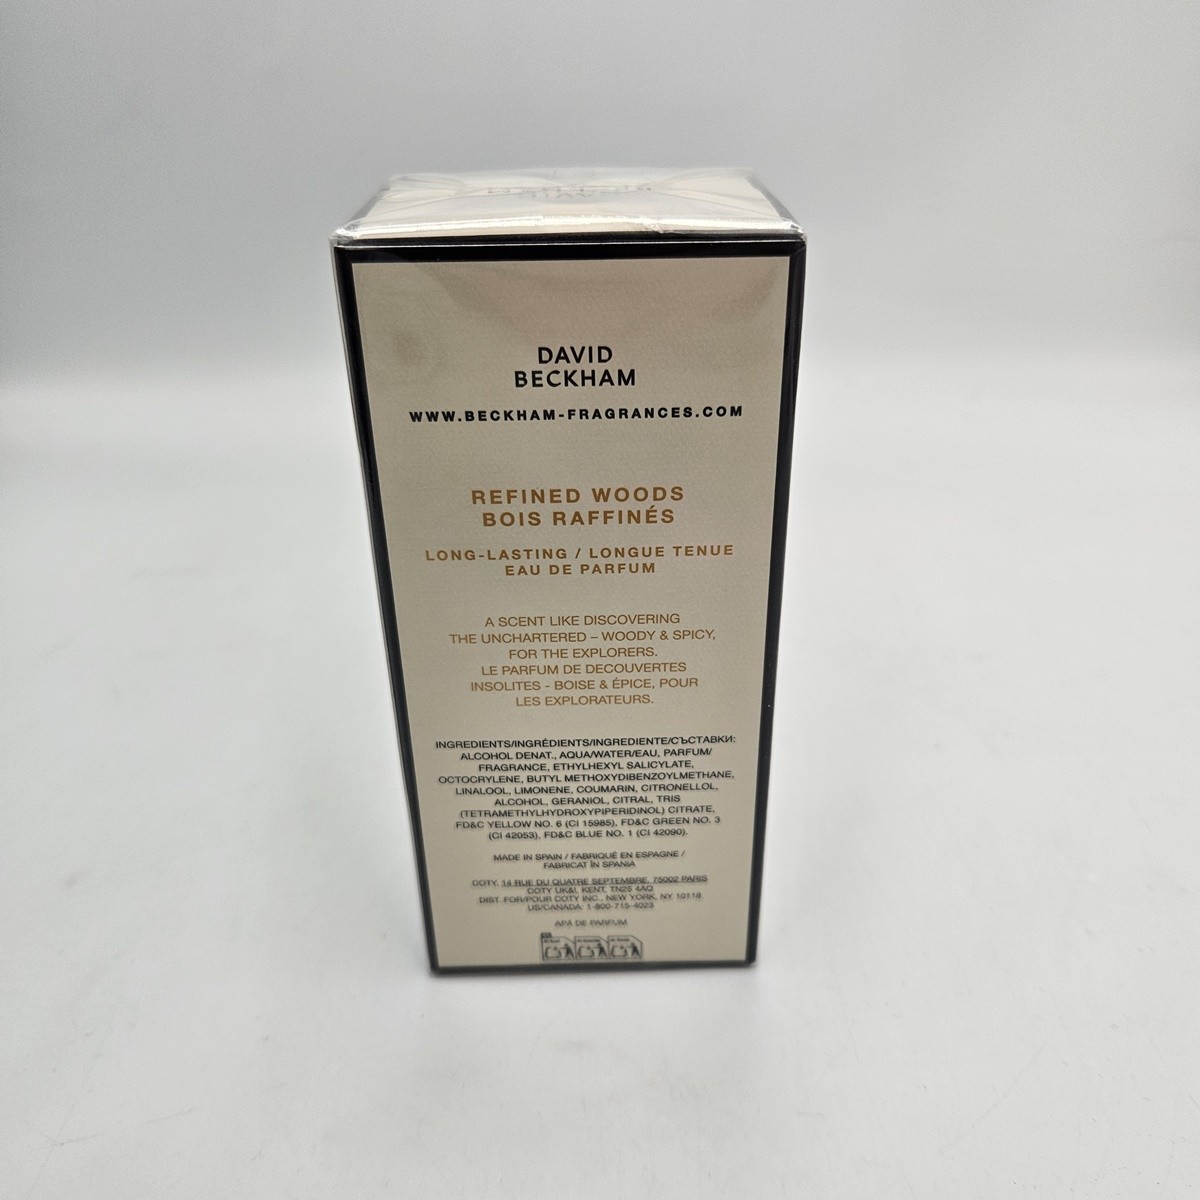 DAVID
BECKHAM
WWW.BECKHAM-FRAGRANCES.COM
REFINED WOODS
BOIS RAFFINÉS
LONG-LASTING / LONGUE TENUE
EAU DE PARFUM
A SCENT LIKE DISCOVERING
THE UNCHARTERED – WOODY & SPICY,
FOR THE EXPLORERS.
LE PARFUM DE DECOUVERTES
INSOLITES - BOISE & ÉPICE, POUR
LES EXPLORATEURS.
INGREDIENTS/INGRÉDIENTS/INGREDIENTE/СЪСТАВКИ:
ALCOHOL DENAT., AQUA/WATER/EAU, PARFUM/
FRAGRANCE, ETHYLHEXYL SALICYLATE,
OCTOCRYLENE, BUTYL METHOXYDIBENZOYLMETHANE,
LINALOOL, LIMONENE, COUMARIN, CITRONELLOL,
ALCOHOL, GERANIOL, CITRAL, TRIS
(TETRAMETHYLHYDROXYPIPERIDINOL) CITRATE,
FD&C YELLOW NO. 6 (CI 15985), FD&C GREEN NO. 3
(CI 42053), FD&C BLUE NO. 1 (CI 42090).
MADE IN SPAIN / FABRIQUÉ EN ESPAGNE /
FABRICAT ÎN SPANIA
COTY, 14 RUE DU QUATRE SEPTEMBRE, 75002 PARIS
COTY UK&I, KENT, TN25 4AQ
DIST. FOR/POUR COTY INC., NEW YORK, NY 10118.
US/CANADA: 1-800-715-4023
APĂ DE PARFUM